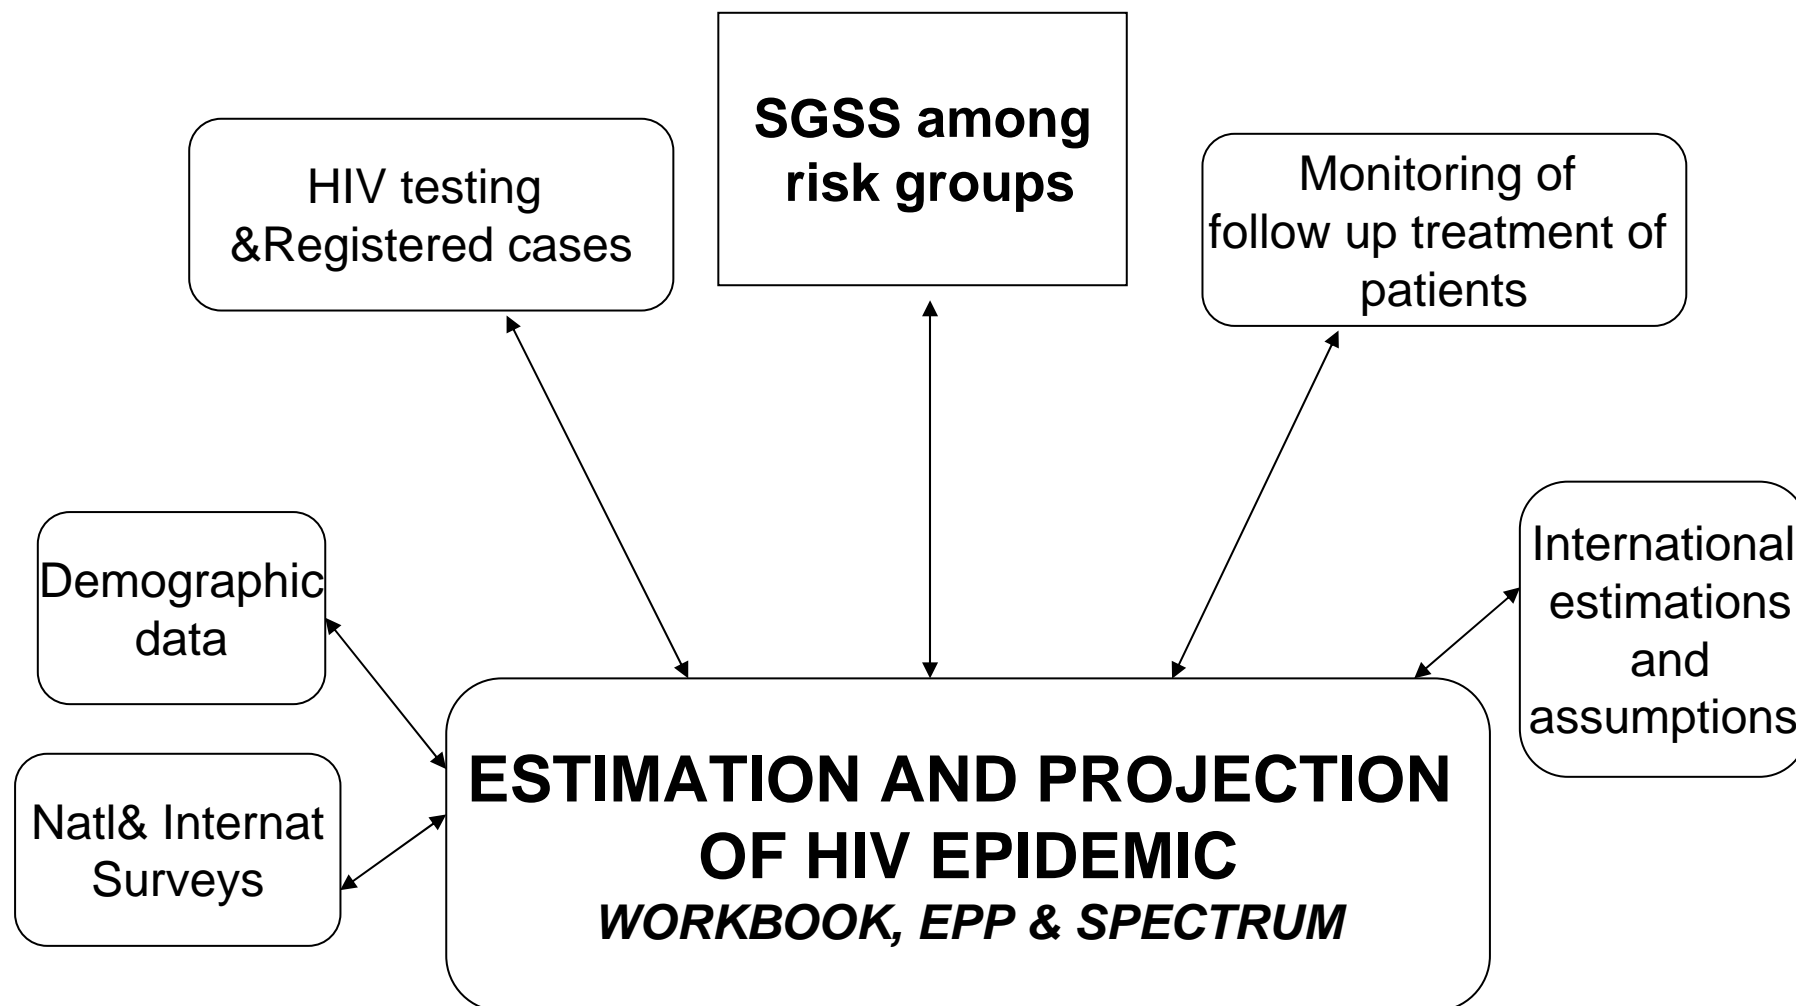 SGSS among
risk groups
HIV testing
&Registered cases
Monitoring of
follow up treatment of
patients
Demographic
data
International
estimations
and
assumptions
Natl& Internat
Surveys
ESTIMATION AND PROJECTION
OF HIV EPIDEMIC
WORKBOOK, EPP & SPECTRUM